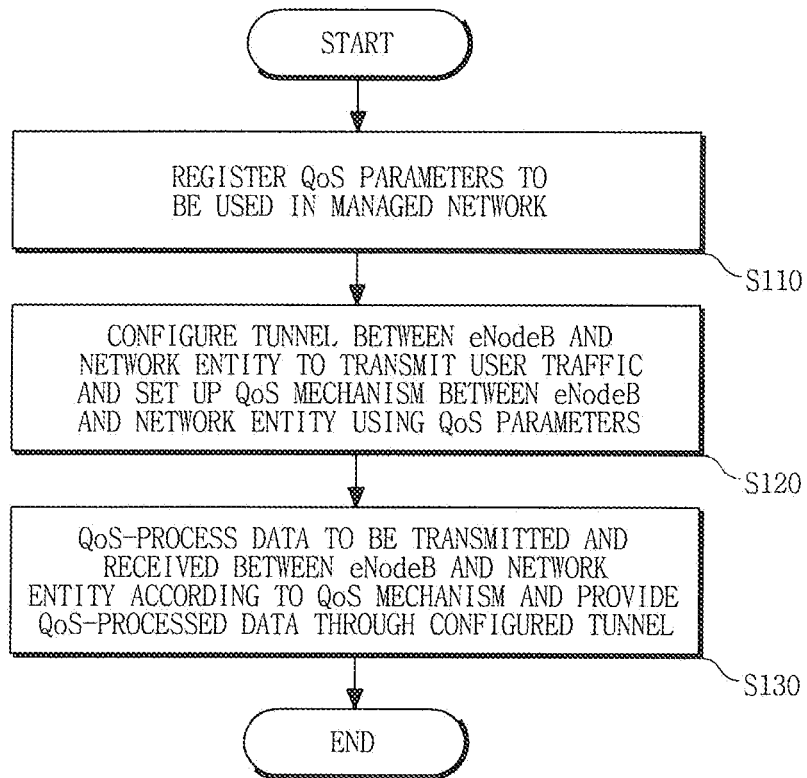 START
REGISTER QoS PARAMETERS TO
BE USED IN MANAGED NETWORK
S110
CONFIGURE TUNNEL BETWEEN eNodeB AND
NETWORK ENTITY TO TRANSMIT USER TRAFFIC
AND SET UP QoS MECHANISM BETWEEN eNodeB
AND NETWORK ENTITY USING QoS PARAMETERS
S120
QoS-PROCESS DATA TO BE TRANSMITTED AND
RECEIVED BETWEEN eNodeB AND NETWORK
ENTITY ACCORDING TO QoS MECHANISM AND PROVIDE
QoS-PROCESSED DATA THROUGH CONFIGURED TUNNEL
S130
END